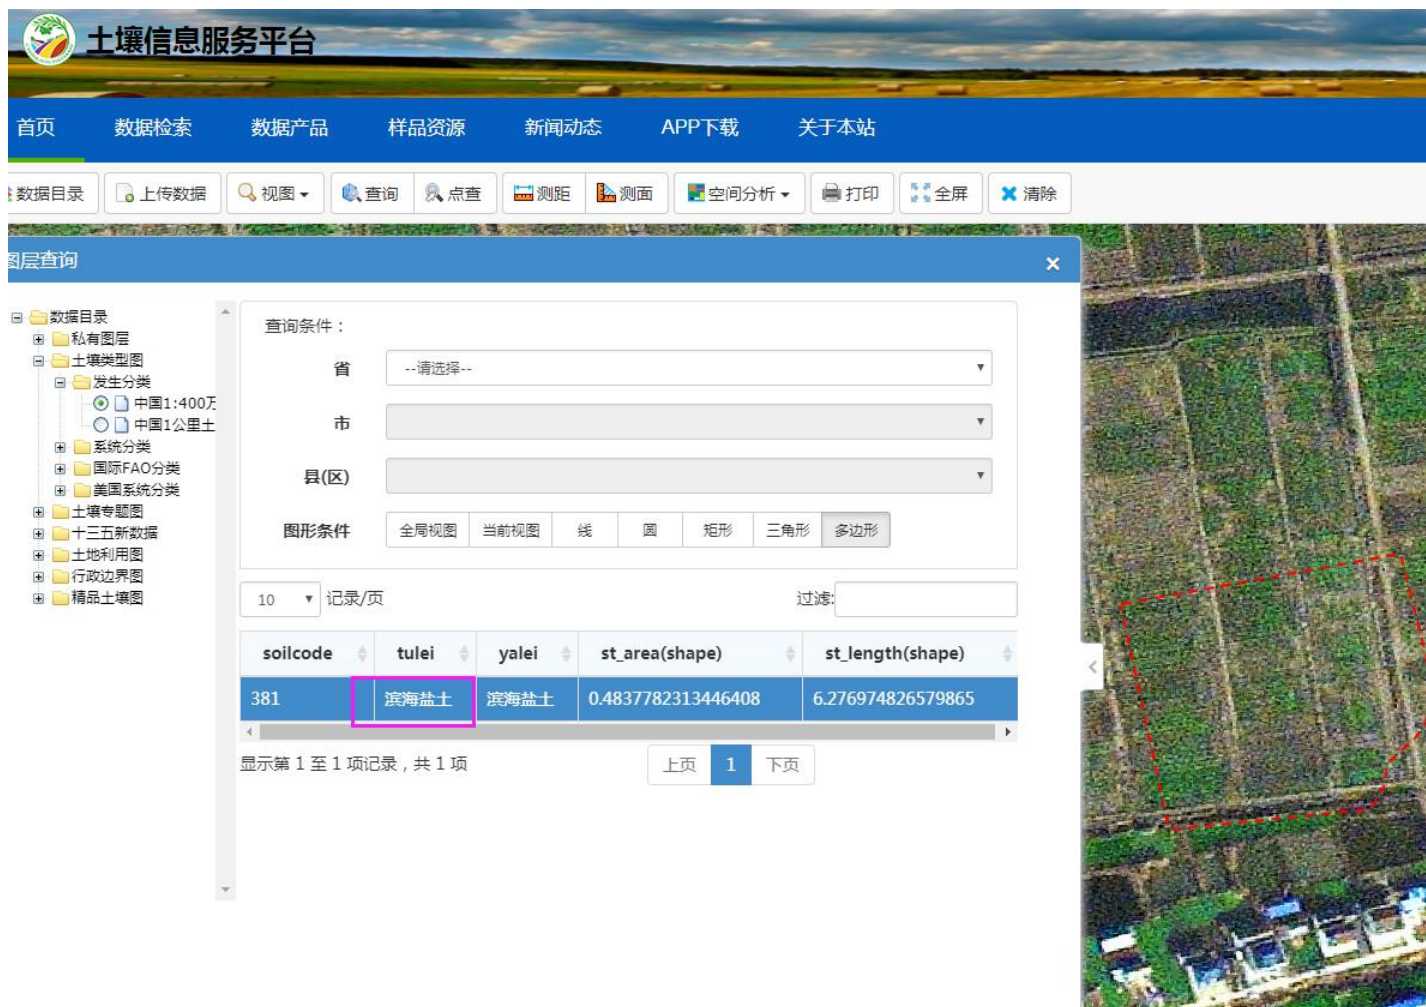 土壤信息服务平台
首页 数据检索 数据产品 样品资源 新闻动态 APP下载 关于本站
数据目录 上传数据 视图 查询 点查 测距 测面 空间分析 打印 全屏 清除
图层查询 ×
数据目录
私有图层
土壤类型图
发生分类
中国1:400万
中国1公里土
系统分类
国际FAO分类
美国系统分类
土壤专题图
十三五新数据
土地利用图
行政边界图
精品土壤图
查询条件：
省 --请选择--
市
县(区)
图形条件 全局视图 当前视图 线 圆 矩形 三角形 多边形
10 记录/页 过滤:
soilcode tulei yalei st_area(shape) st_length(shape)
381 滨海盐土 滨海盐土 0.4837782313446408 6.276974826579865
显示第 1 至 1 项记录，共 1 项 上页 1 下页